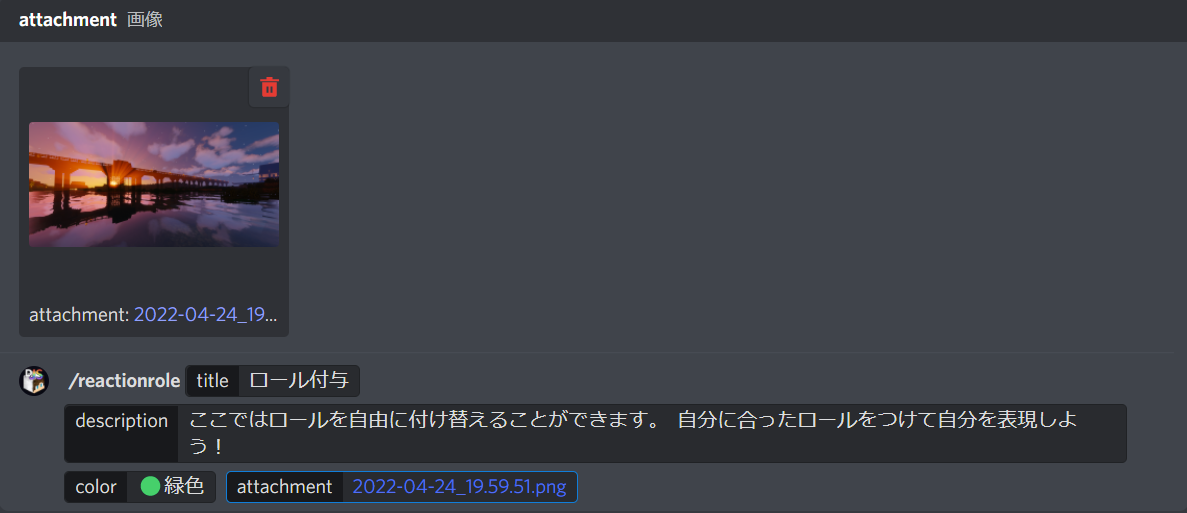 attachment 画像
attachment: 2022-04-24_19...
/reactionrole title ロール付与
description ここではロールを自由に付け替えることができます。 自分に合ったロールをつけて自分を表現しよ
う！
color 緑色 attachment 2022-04-24_19.59.51.png